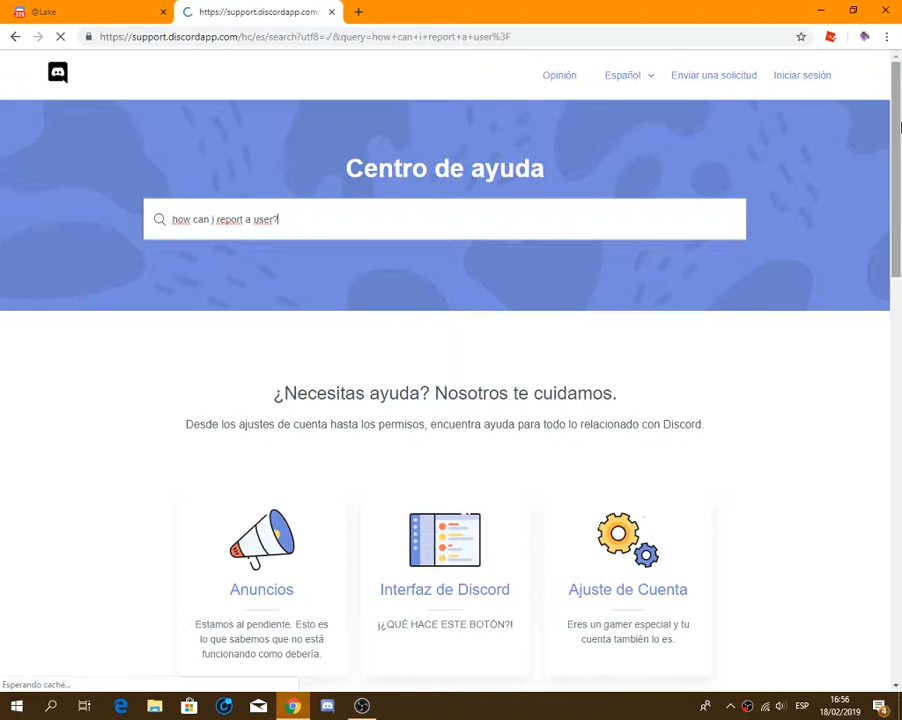 @Lake
https://support.discordapp.com/h
https://support.discordapp.com/hc/es/search?utf8=✓&query=how+can+i+report+a+user%3F
Opinión
Español
Enviar una solicitud
Iniciar sesión
Centro de ayuda
how can i report a user?
¿Necesitas ayuda? Nosotros te cuidamos.
Desde los ajustes de cuenta hasta los permisos, encuentra ayuda para todo lo relacionado con Discord.
Anuncios
Estamos al pendiente. Esto es
lo que sabemos que no está
funcionando como debería.
Interfaz de Discord
¡¿QUÉ HACE ESTE BOTÓN?!
Ajuste de Cuenta
Eres un gamer especial y tu
cuenta también lo es.
Esperando caché...
ESP
16:56
18/02/2019
4